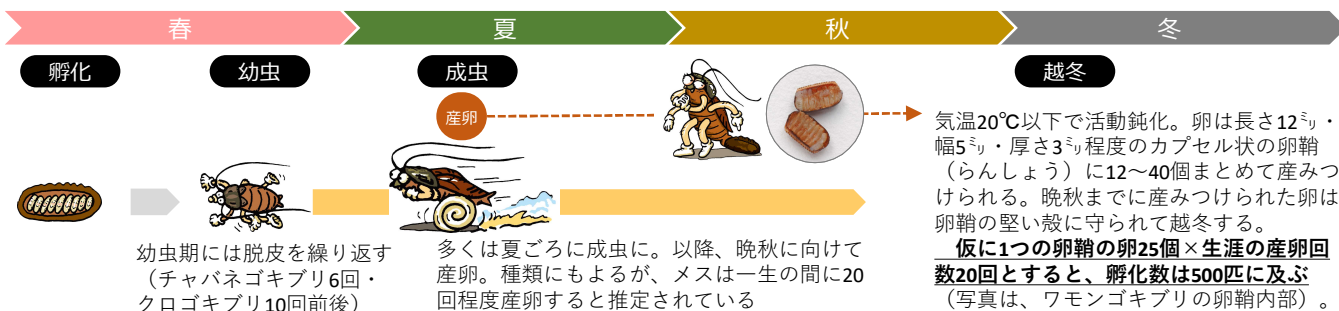 春
夏
秋
冬
孵化
幼虫
成虫
越冬
産卵
幼虫期には脱皮を繰り返す
（チャバネゴキブリ6回・
クロゴキブリ10回前後）
多くは夏ごろに成虫に。以降、晩秋に向けて
産卵。種類にもよるが、メスは一生の間に20
回程度産卵すると推定されている
気温20℃以下で活動鈍化。卵は長さ12㍉・
幅5㍉・厚さ3㍉程度のカプセル状の卵鞘
（らんしょう）に12～40個まとめて産みつ
けられる。晩秋までに産みつけられた卵は
卵鞘の堅い殻に守られて越冬する。
仮に1つの卵鞘の卵25個×生涯の産卵回
数20回とすると、孵化数は500匹に及ぶ
（写真は、ワモンゴキブリの卵鞘内部）。